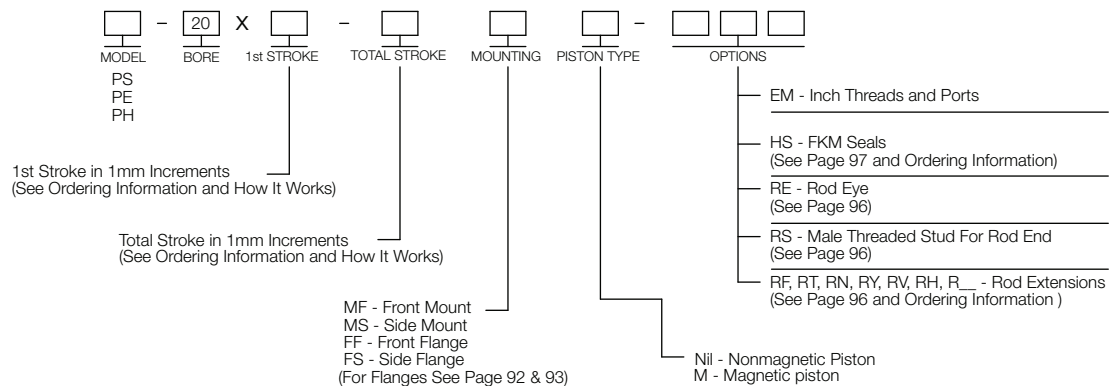 - 20 X - -
MODEL BORE 1st STROKE TOTAL STROKE MOUNTING PISTON TYPE OPTIONS
PS
PE
PH
EM - Inch Threads and Ports
HS - FKM Seals
(See Page 97 and Ordering Information)
RE - Rod Eye
(See Page 96)
RS - Male Threaded Stud For Rod End
(See Page 96)
RF, RT, RN, RY, RV, RH, R__ - Rod Extensions
(See Page 96 and Ordering Information )
1st Stroke in 1mm Increments
(See Ordering Information and How It Works)
Total Stroke in 1mm Increments
(See Ordering Information and How It Works)
MF - Front Mount
MS - Side Mount
FF - Front Flange
FS - Side Flange
(For Flanges See Page 92 & 93)
Nil - Nonmagnetic Piston
M - Magnetic piston